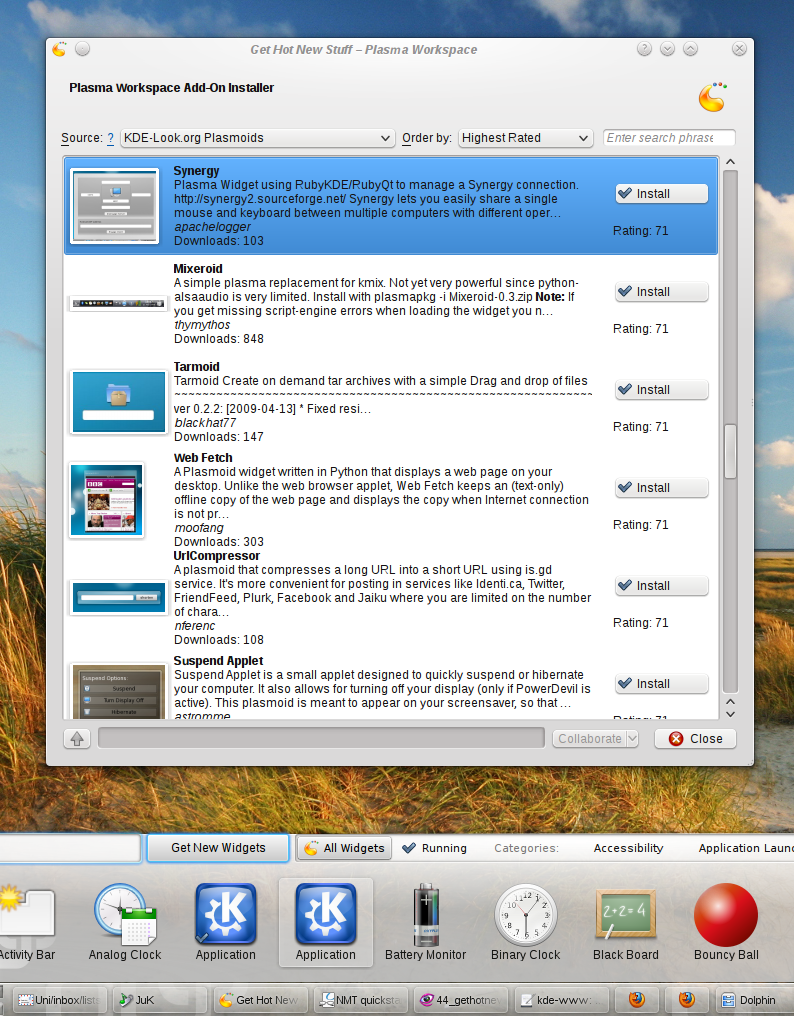 Get Hot New Stuff – Plasma Workspace
Plasma Workspace Add-On Installer
Source: ? KDE-Look.org Plasmoids Order by: Highest Rated Enter search phrase
Synergy
Plasma Widget using RubyKDE/RubyQt to manage a Synergy connection.
http://synergy2.sourceforge.net/ Synergy lets you easily share a single
mouse and keyboard between multiple computers with different oper...
apachelogger
Downloads: 103
Install
Rating: 71
Mixeroid
A simple plasma replacement for kmix. Not yet very powerful since python-
alsaaudio is very limited. Install with plasmapkg -i Mixeroid-0.3.zip Note: If
you get missing script-engine errors when loading the widget you n...
thymythos
Downloads: 848
Install
Rating: 71
Tarmoid
Tarmoid Create on demand tar archives with a simple Drag and drop of files
~~~~~~~~~~~~~~~~~~~~~~~~~~~~~~~~~~~~~~~~~~~~~~~~~~~~~~~~~~~~
ver 0.2.2: [2009-04-13] * Fixed resi...
blackhat77
Downloads: 147
Install
Rating: 71
Web Fetch
A Plasmoid widget written in Python that displays a web page on your
desktop. Unlike the web browser applet, Web Fetch keeps an (text-only)
offline copy of the web page and displays the copy when Internet connection
is not pr...
moofang
Downloads: 303
Install
Rating: 71
UrlCompressor
A plasmoid that compresses a long URL into a short URL using is.gd
service. It's more convenient for posting in services like Identi.ca, Twitter,
FriendFeed, Plurk, Facebook and Jaiku where you are limited on the number
of chara...
nferenc
Downloads: 108
Install
Rating: 71
Suspend Applet
Suspend Applet is a small applet designed to quickly suspend or hibernate
your computer. It also allows for turning off your display (only if PowerDevil is
active). This plasmoid is meant to appear on your screensaver, so that ...
astromme
Install
Rating: 71
Suspend Options:
Suspend
Turn Display Off
Hibernate
Collaborate
Close
Get New Widgets All Widgets Running Categories: Accessibility Application Launc
Activity Bar Analog Clock Application Application Battery Monitor Binary Clock Black Board Bouncy Ball
2+2=4
Uni/inbox/lists JuK Get Hot New NMT quicksta 44_gethotnew kde-www: Dolphin